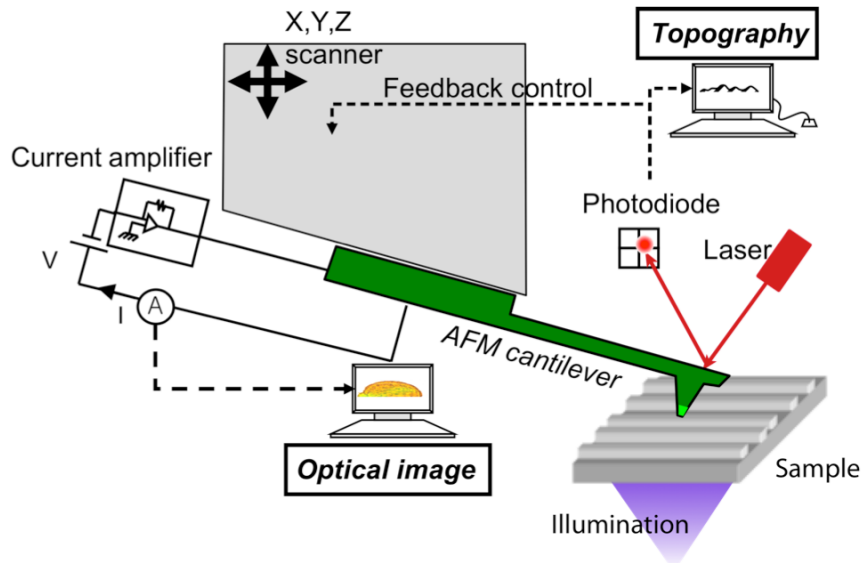 X,Y,Z
scanner
Topography
Feedback control
Current amplifier
Photodiode
Laser
V
I
A
AFM cantilever
Optical image
Sample
Illumination